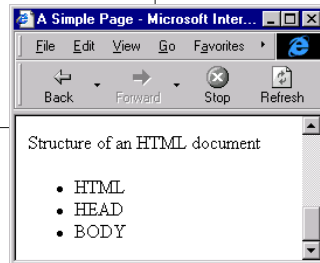 A Simple Page - Microsoft Inter...
File Edit View Go Favorites
Back Forward Stop Refresh
Structure of an HTML document
HTML
HEAD
BODY